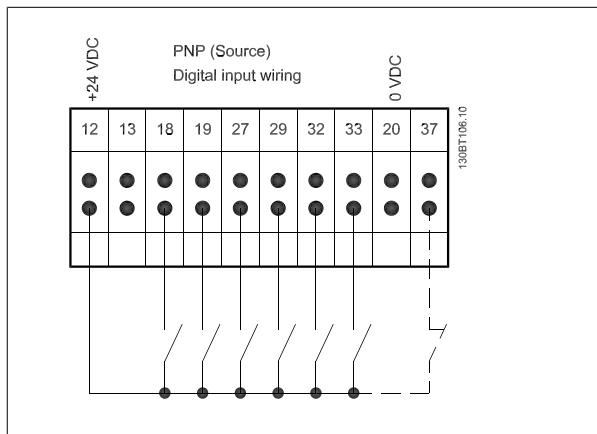 PNP (Source)
Digital input wiring
+24 VDC
0 VDC
12 13 18 19 27 29 32 33 20 37
130BT106.10